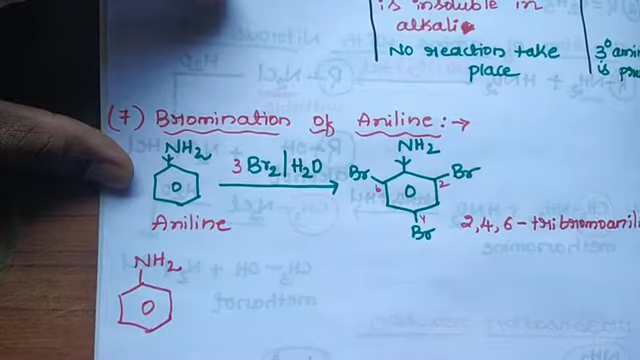 is insoluble in
alkali
No reaction take
place
3° amin
is pr
(7) Bromination of Aniline:→
NH2
3 Br2/H2O
NH2
Br
Br
6
2
4
Br
Aniline
2,4,6-tribromoanili
NH2